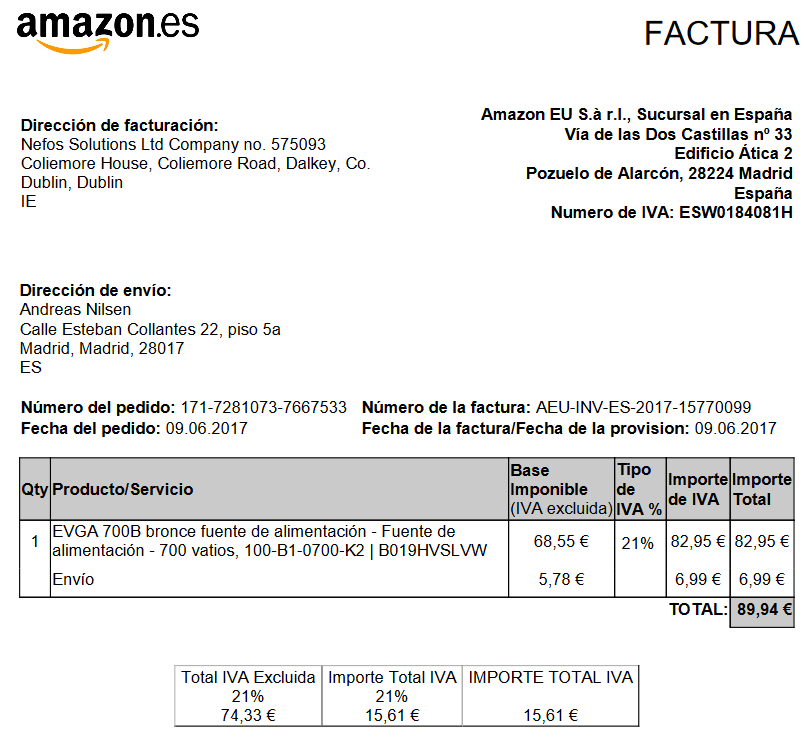 amazon.es
FACTURA
Amazon EU S.à r.l., Sucursal en España
Vía de las Dos Castillas nº 33
Edificio Ática 2
Pozuelo de Alarcón, 28224 Madrid
España
Numero de IVA: ESW0184081H
Dirección de facturación:
Nefos Solutions Ltd Company no. 575093
Coliemore House, Coliemore Road, Dalkey, Co.
Dublin, Dublin
IE
Dirección de envío:
Andreas Nilsen
Calle Esteban Collantes 22, piso 5a
Madrid, Madrid, 28017
ES
Número del pedido: 171-7281073-7667533 Número de la factura: AEU-INV-ES-2017-15770099
Fecha del pedido: 09.06.2017 Fecha de la factura/Fecha de la provision: 09.06.2017
Qty Producto/Servicio Base Imponible (IVA excluida) Tipo de IVA % Importe de IVA Importe Total
1 EVGA 700B bronce fuente de alimentación - Fuente de
alimentación - 700 vatios, 100-B1-0700-K2 | B019HVSLVW 68,55 € 21% 82,95 € 82,95 €
Envío 5,78 € 6,99 € 6,99 €
TOTAL: 89,94 €
Total IVA Excluida Importe Total IVA IMPORTE TOTAL IVA
21% 21%
74,33 € 15,61 € 15,61 €